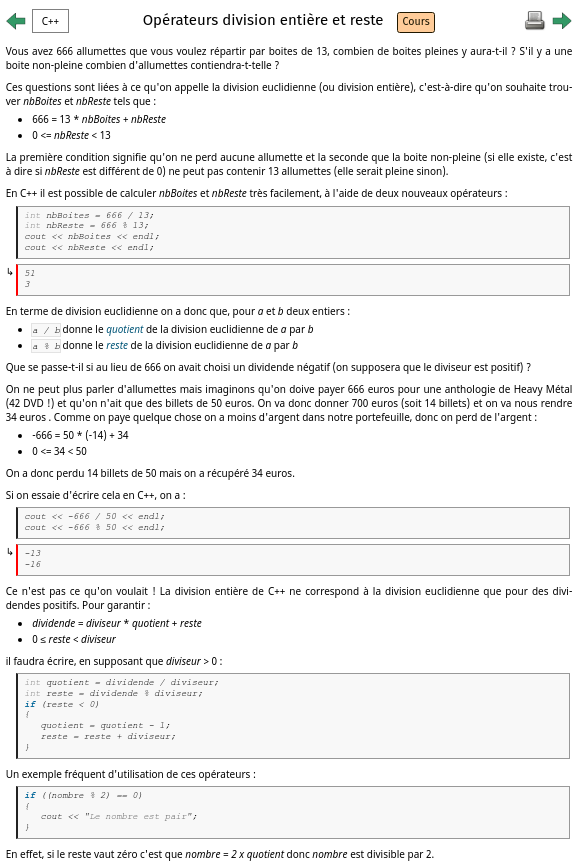 C++
Opérateurs division entière et reste
Cours
Vous avez 666 allumettes que vous voulez répartir par boites de 13, combien de boites pleines y aura-t-il ? S'il y a une
boite non-pleine combien d'allumettes contiendra-t-telle ?
Ces questions sont liées à ce qu'on appelle la division euclidienne (ou division entière), c'est-à-dire qu'on souhaite trou-
ver nbBoites et nbReste tels que :
• 666 = 13 * nbBoites + nbReste
• 0 <= nbReste < 13
La première condition signifie qu'on ne perd aucune allumette et la seconde que la boite non-pleine (si elle existe, c'est
à dire si nbReste est différent de 0) ne peut pas contenir 13 allumettes (elle serait pleine sinon).
En C++ il est possible de calculer nbBoites et nbReste très facilement, à l'aide de deux nouveaux opérateurs :
int nbBoites = 666 / 13;
int nbReste = 666 % 13;
cout << nbBoites << endl;
cout << nbReste << endl;
↳ 51
3
En terme de division euclidienne on a donc que, pour a et b deux entiers :
• a / b donne le quotient de la division euclidienne de a par b
• a % b donne le reste de la division euclidienne de a par b
Que se passe-t-il si au lieu de 666 on avait choisi un dividende négatif (on supposera que le diviseur est positif) ?
On ne peut plus parler d'allumettes mais imaginons qu'on doive payer 666 euros pour une anthologie de Heavy Métal
(42 DVD !) et qu'on n'ait que des billets de 50 euros. On va donc donner 700 euros (soit 14 billets) et on va nous rendre
34 euros . Comme on paye quelque chose on a moins d'argent dans notre portefeuille, donc on perd de l'argent :
• -666 = 50 * (-14) + 34
• 0 <= 34 < 50
On a donc perdu 14 billets de 50 mais on a récupéré 34 euros.
Si on essaie d'écrire cela en C++, on a :
cout << -666 / 50 << endl;
cout << -666 % 50 << endl;
↳ -13
-16
Ce n'est pas ce qu'on voulait ! La division entière de C++ ne correspond à la division euclidienne que pour des divi-
dendes positifs. Pour garantir :
• dividende = diviseur * quotient + reste
• 0 ≤ reste < diviseur
il faudra écrire, en supposant que diviseur > 0 :
int quotient = dividende / diviseur;
int reste = dividende % diviseur;
if (reste < 0)
{
quotient = quotient - 1;
reste = reste + diviseur;
}
Un exemple fréquent d'utilisation de ces opérateurs :
if ((nombre % 2) == 0)
{
cout << "Le nombre est pair";
}
En effet, si le reste vaut zéro c'est que nombre = 2 x quotient donc nombre est divisible par 2.